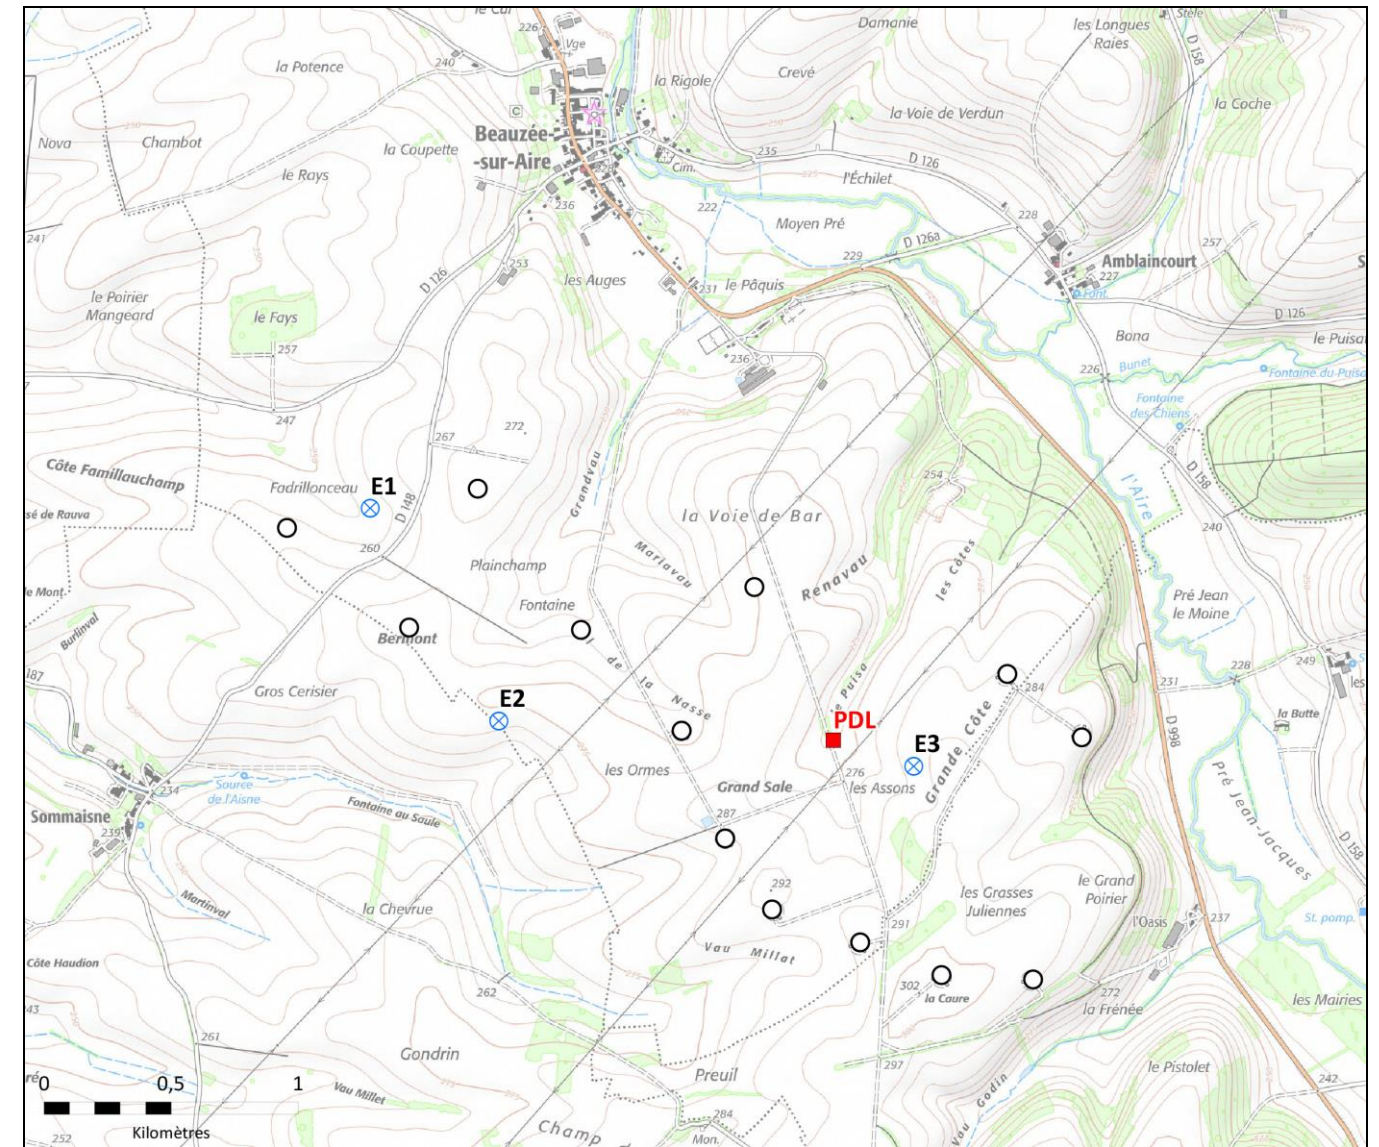 le Cul
226
Vge
Damanie
les Longues
Raies
Stèle
D 158
la Potence
240
la Rigole
Crevé
la Coche
C
la Voie de Verdun
Nova
Chambot
250
la Coupette
Beauzée-
-sur-Aire
228
Cim.
235
D 126
la Rays
l'Échilet
236
222
Moyen Pré
228
241
253
D 126
les Auges
229
D 126a
257
Amblaincourt
227
Font.
le Poirier
Mangeard
le Fays
231
le Pâquis
D 126
257
236
Bona
le Puisa
Bunet
226
Fontaine du Puisa
247
Fontaine
des Chiens
267
272
Côte Famillauchamp
Fadrillonceau
E1
D 148
Grandvau
254
l'Aire
D 158
sé de Rauva
la Voie de Bar
240
260
Plainchamp
Mariavau
Renavau
les Côtes
le Mont.
Fontaine
Pré Jean
le Moine
Burlinval
Bermont
de
la
Nasse
187
Gros Cerisier
E2
Puisa
284
228
249
les
231
PDL
la Butte
E3
D 998
les Ormes
276
Source
de l'Aisne
234
Grand Sale
les Assons
Grande Côte
Sommaisne
239
Fontaine au Saule
287
Pré Jean-Jacques
D 158
292
les Grasses
Juliennes
le Grand
Poirier
Martinval
la Chevrue
291
l'Oasis
237
St. pomp.
Vau Millat
Côte Haudion
262
302
la Caure
272
la Frénée
les Mairies
43
261
Gondrin
297
Preuil
le Pistolet
0
0,5
1
Vau Millet
Vau Godin
242
Kilomètres
284
252
Champ
Mon.